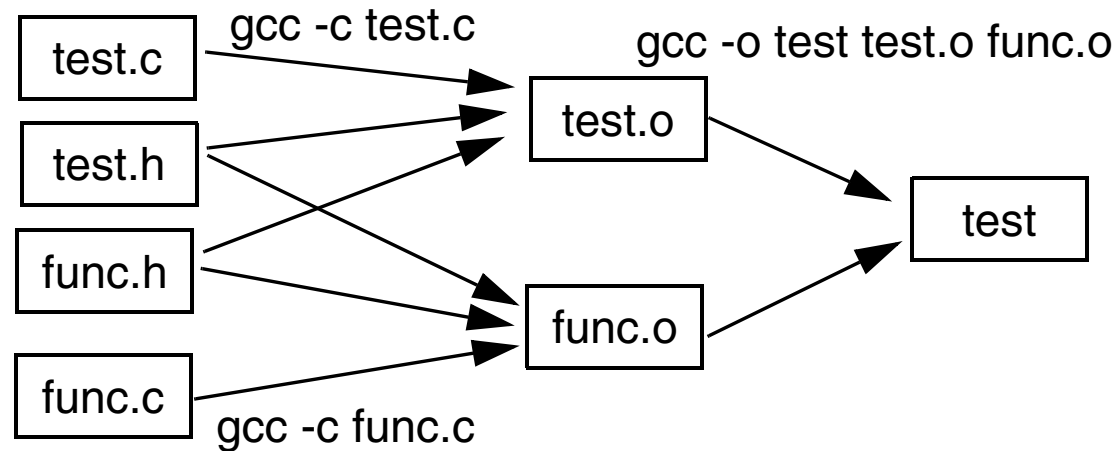 gcc -c test.c
gcc -o test test.o func.o
test.c
test.o
test.h
test
func.h
func.o
func.c
gcc -c func.c